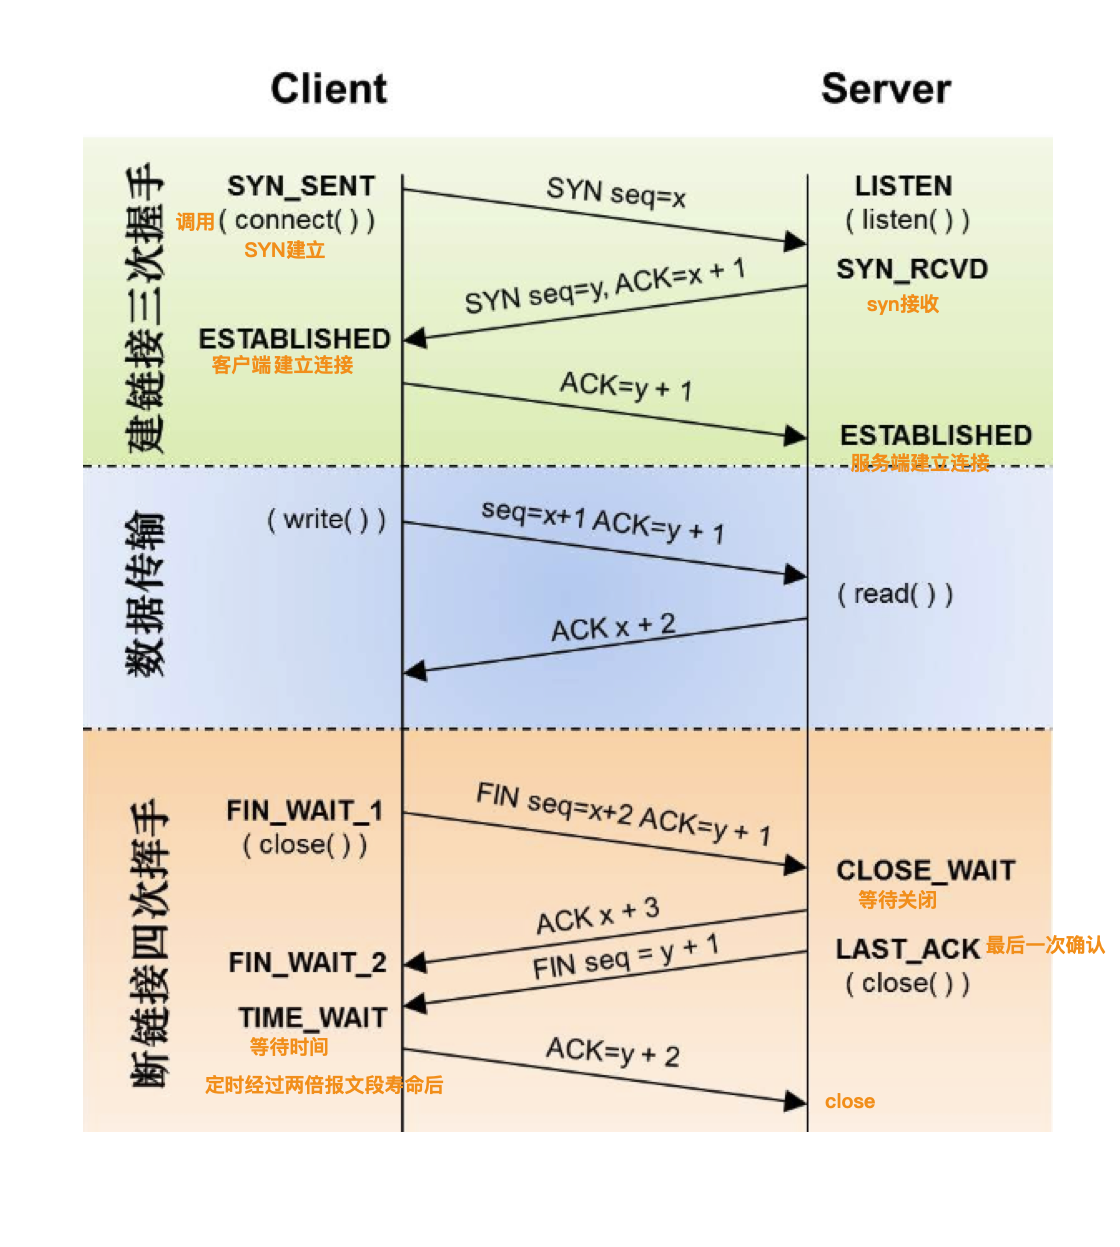 Client
Server
建链接三次握手
SYN_SENT
调用 ( connect( ) )
SYN建立
SYN seq=x
LISTEN
( listen( ) )
SYN_RCVD
syn接收
SYN seq=y, ACK=x + 1
ESTABLISHED
客户端 建立连接
ACK=y + 1
ESTABLISHED
服务端建立连接
数据传输
( write( ) )
seq=x+1 ACK=y + 1
( read( ) )
ACK x + 2
断链接四次挥手
FIN_WAIT_1
( close( ) )
FIN seq=x+2 ACK=y + 1
CLOSE_WAIT
等待关闭
ACK x + 3
FIN_WAIT_2
FIN seq = y + 1
LAST_ACK 最后一次确认
( close( ) )
TIME_WAIT
等待时间
定时经过两倍报文段寿命后
ACK=y + 2
close